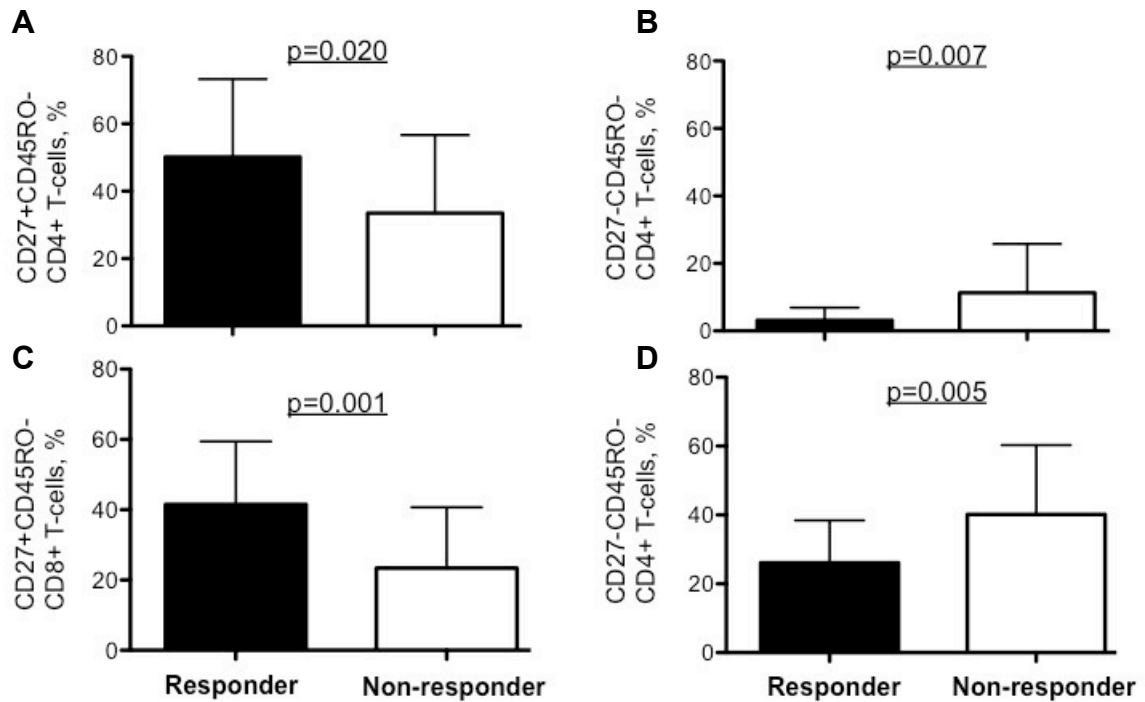 A
p=0.020
CD27+CD45RO-
CD4+ T-cells, %
80
60
40
20
0
B
p=0.007
CD27-CD45RO-
CD4+ T-cells, %
80
60
40
20
0
C
p=0.001
CD27+CD45RO-
CD8+ T-cells, %
80
60
40
20
0
Responder
Non-responder
D
p=0.005
CD27-CD45RO-
CD4+ T-cells, %
80
60
40
20
0
Responder
Non-responder